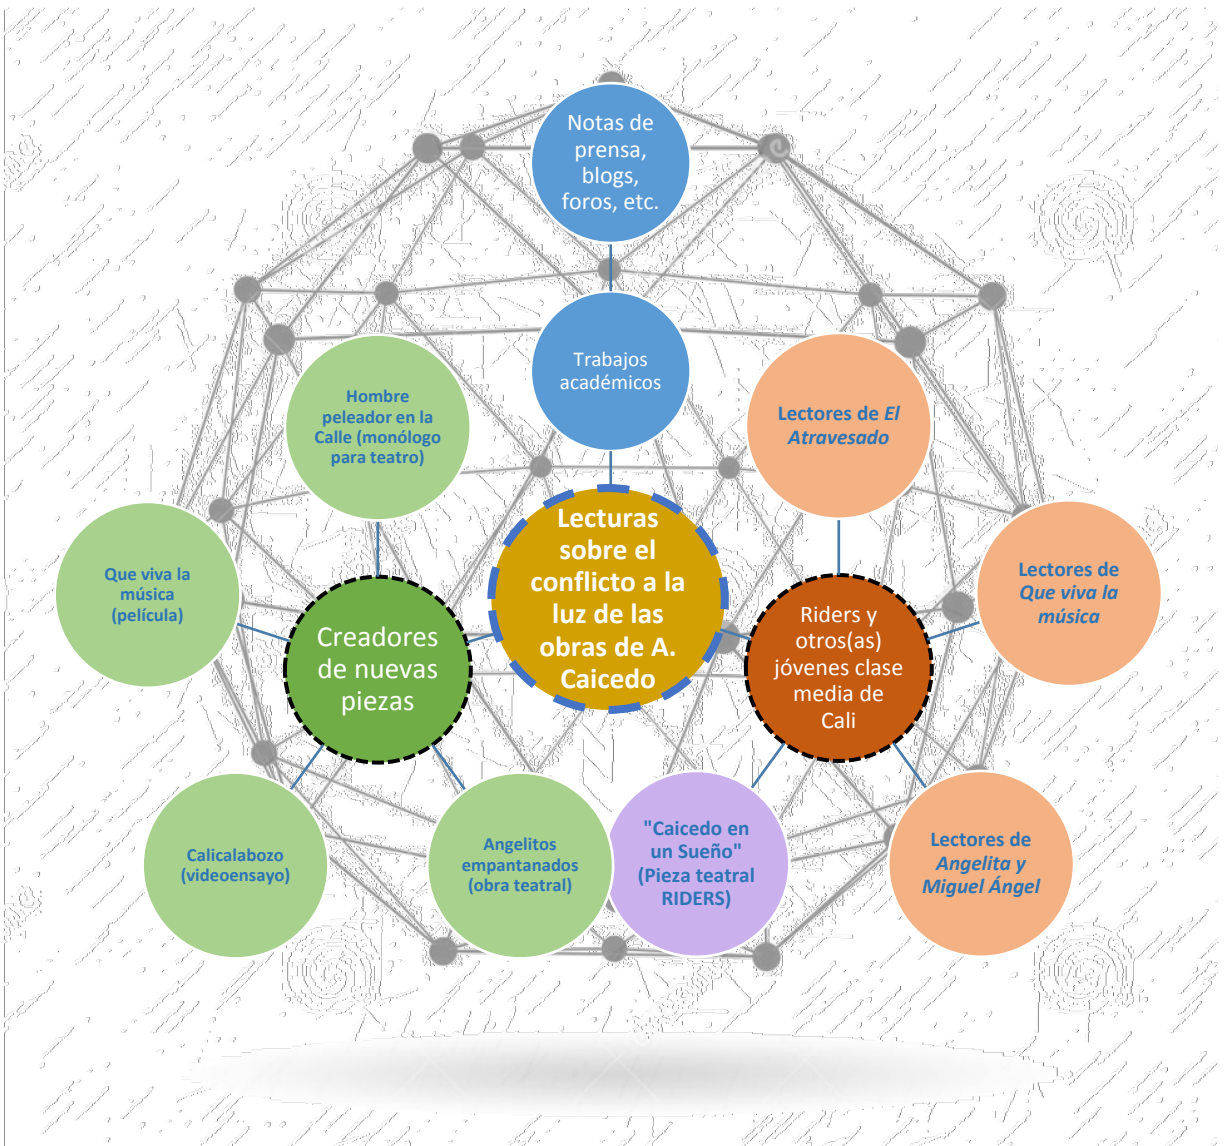 Notas de
prensa,
blogs,
foros, etc.
Trabajos
académicos
Hombre
peleador en la
Calle (monólogo
para teatro)
Lectores de El
Atravesado
Que viva la
música
(película)
Creadores
de nuevas
piezas
Lecturas
sobre el
conflicto a la
luz de las
obras de A.
Caicedo
Riders y
otros(as)
jóvenes clase
media de
Cali
Lectores de
Que viva la
música
Calicalabozo
(videoensayo)
Angelitos
empantanados
(obra teatral)
"Caicedo en
un Sueño"
(Pieza teatral
RIDERS)
Lectores de
Angelita y
Miguel Ángel